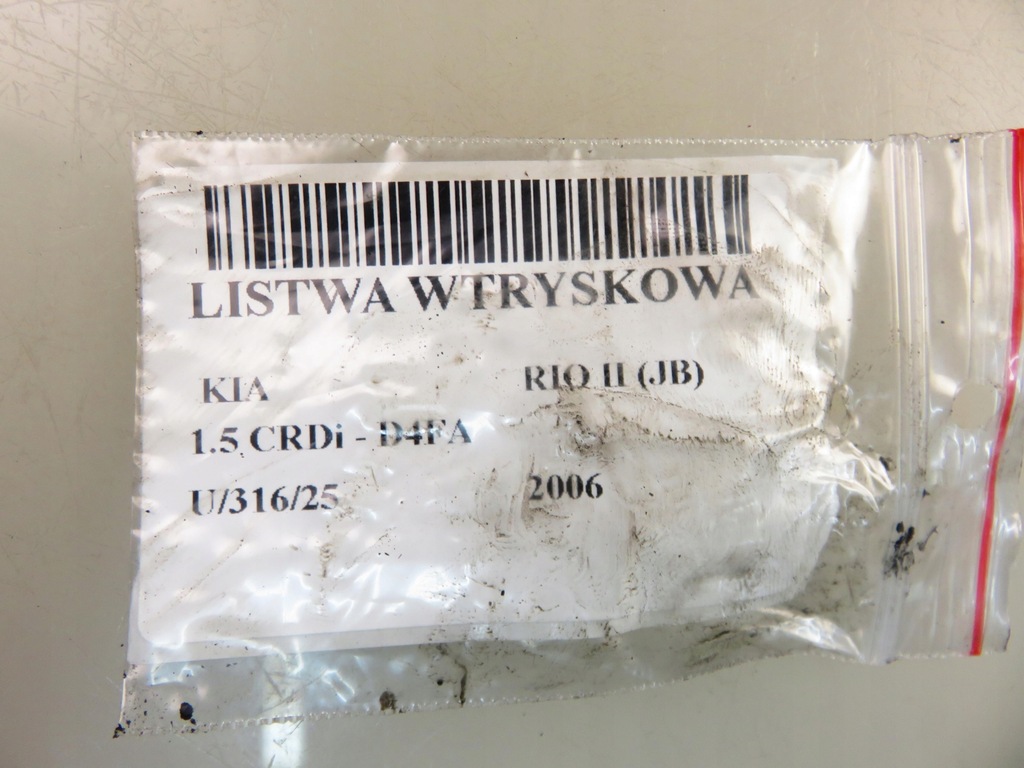 LISTWA WTRYSKOWA
KIA RIO II (JB)
1.5 CRDi - D4FA
U/316/25 2006